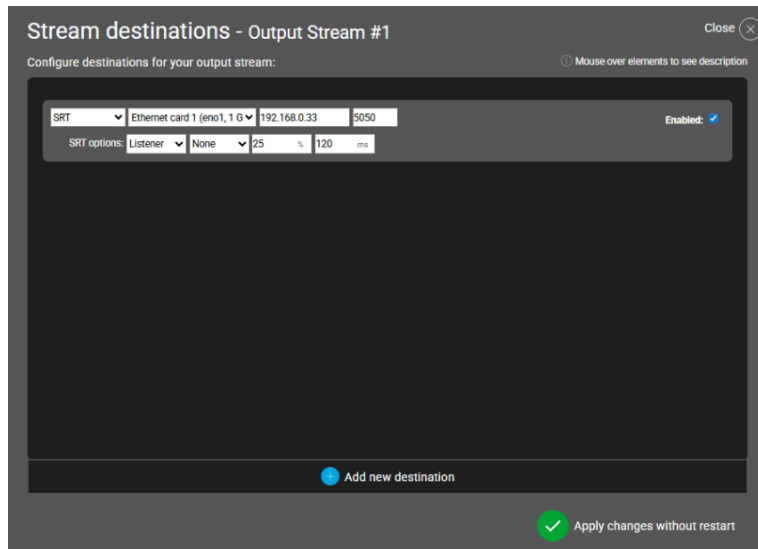 Stream destinations - Output Stream #1
Close
Configure destinations for your output stream:
Mouse over elements to see description
SRT Ethernet card 1 (eno1, 1 G 192.168.0.33 5050 Enabled:
SRT options: Listener None 25 % 120 ms
Add new destination
Apply changes without restart